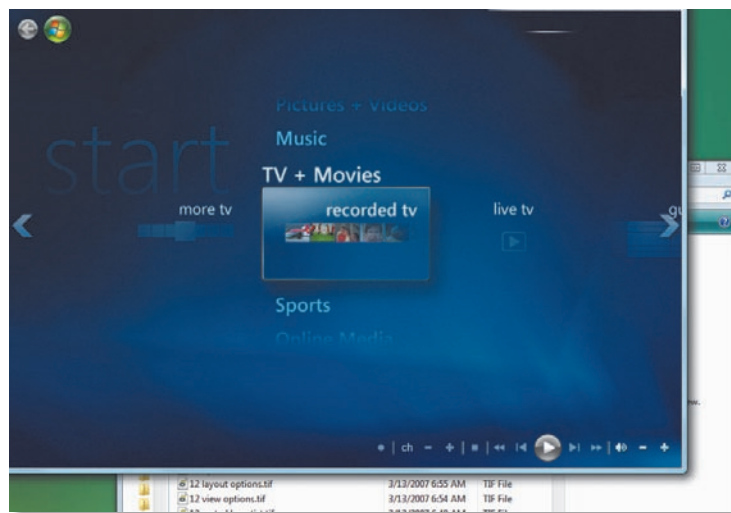 Pictures + Videos
start
Music
TV + Movies
more tv
recorded tv
live tv
Sports
Online Media
ch
12 layout options.tif 3/13/2007 6:55 AM TIF File
12 view options.tif 3/13/2007 6:54 AM TIF File